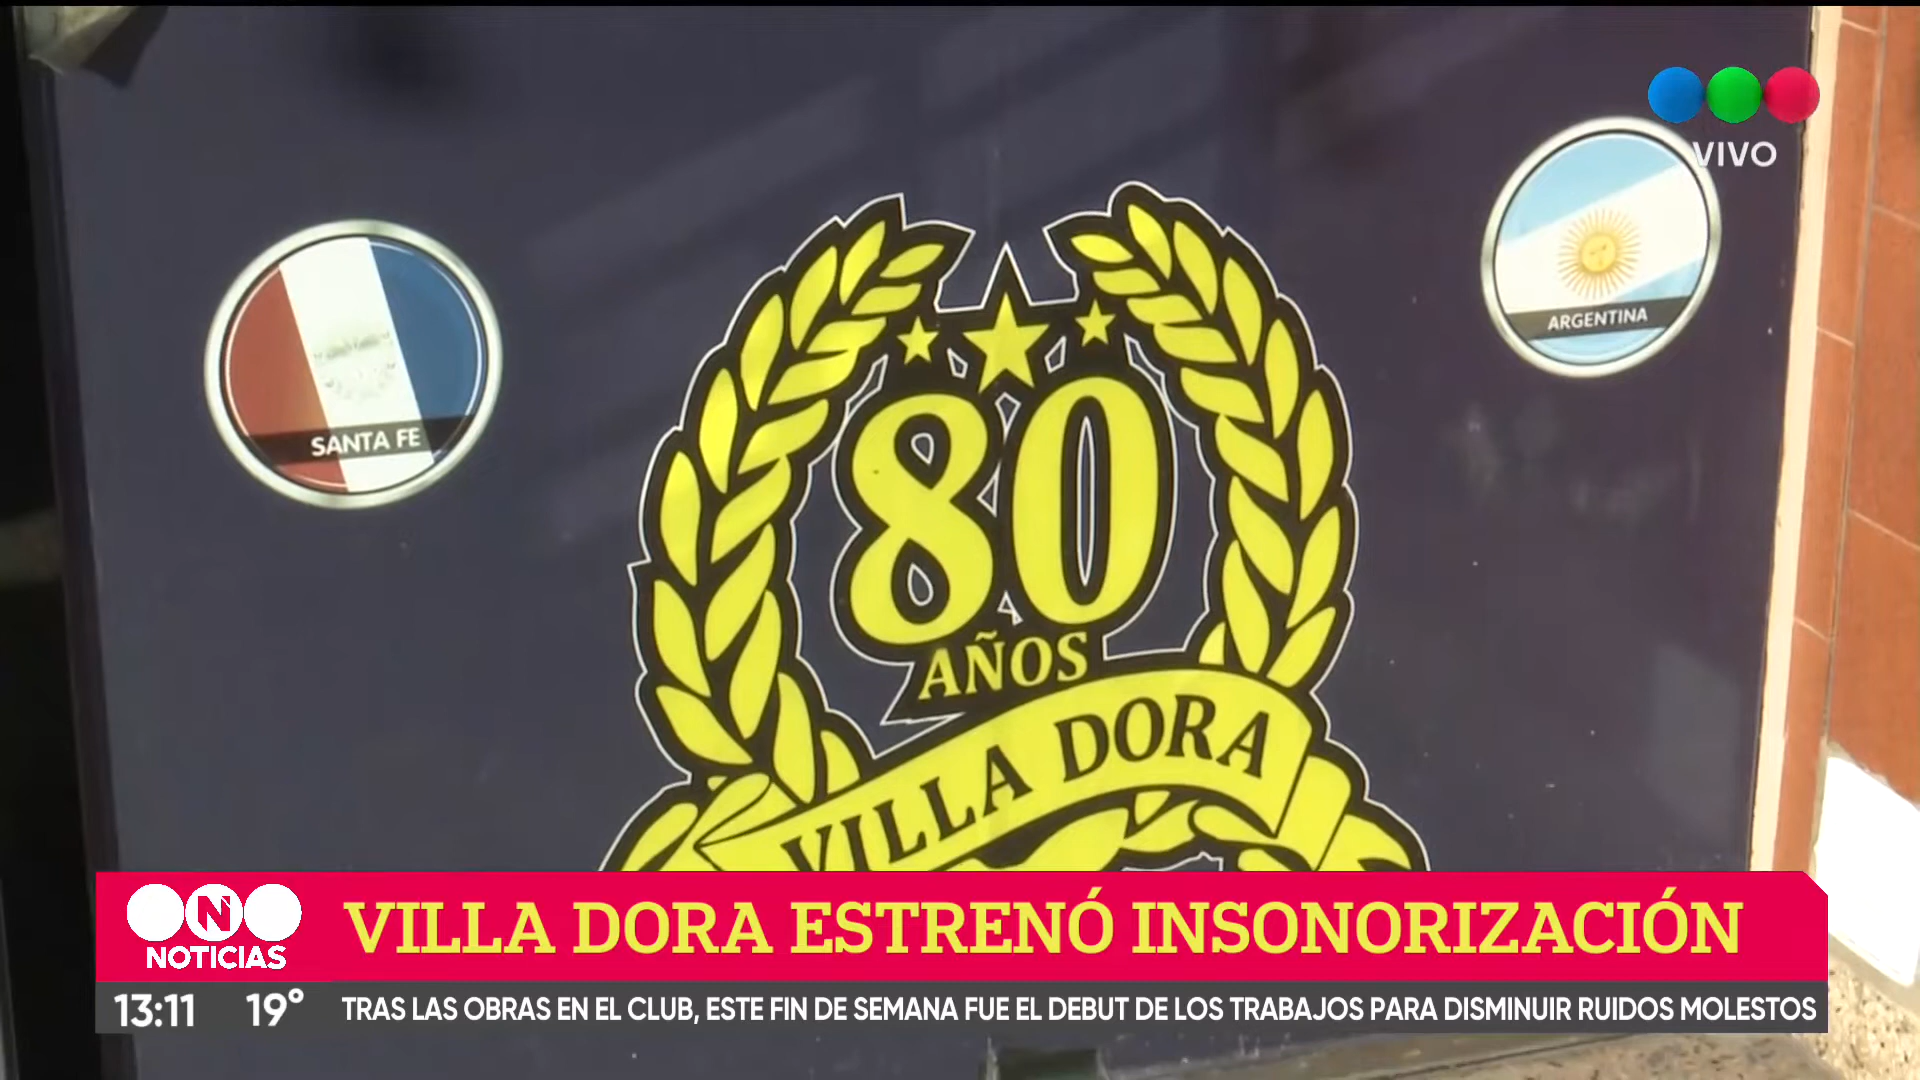 VIVO
ARGENTINA
SANTA FE
80
AÑOS
VILLA DORA
N
NOTICIAS
VILLA DORA ESTRENÓ INSONORIZACIÓN
13:11 19°
TRAS LAS OBRAS EN EL CLUB, ESTE FIN DE SEMANA FUE EL DEBUT DE LOS TRABAJOS PARA DISMINUIR RUIDOS MOLESTOS